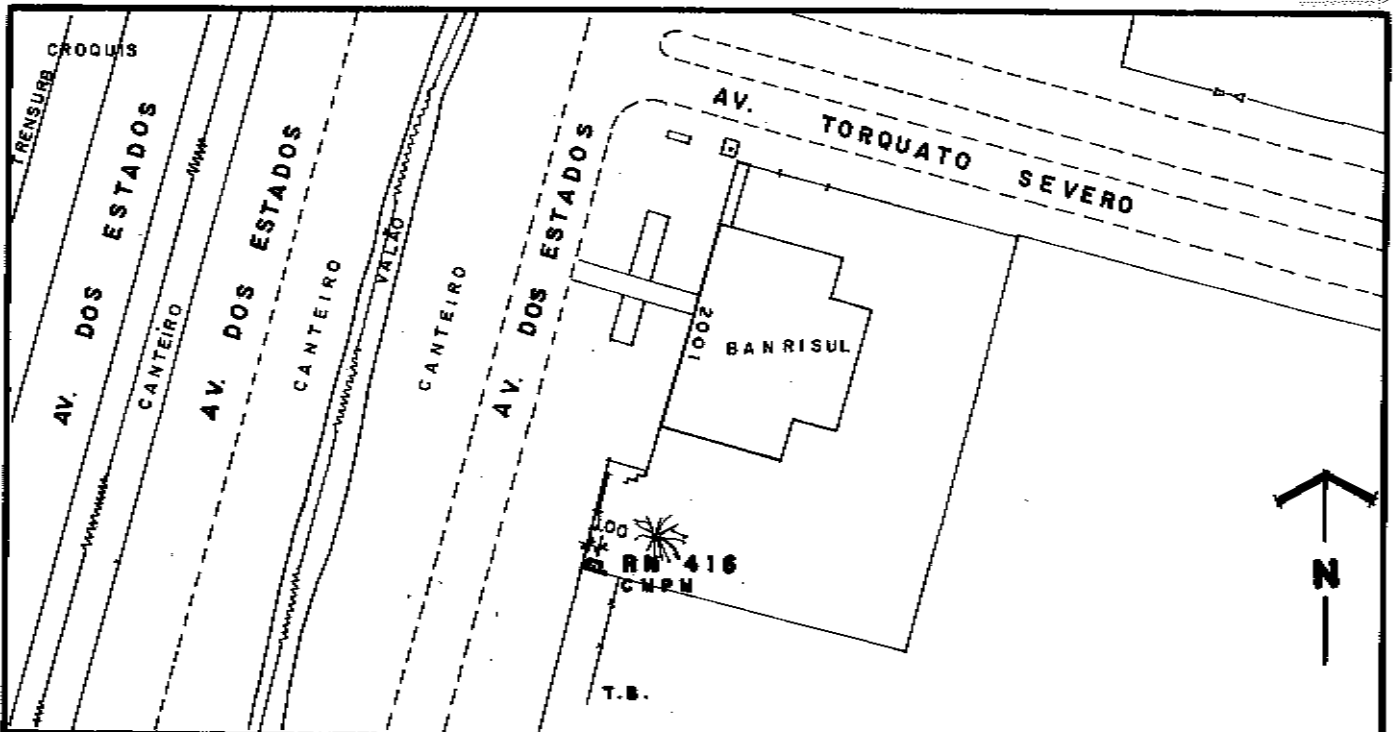 CROQUIS
TRENSURB
AV. DOS ESTADOS
CANTEIRO
AV. DOS ESTADOS
CANTEIRO
VALÃO
CANTEIRO
AV. DOS ESTADOS
AV. TORQUATO SEVERO
2001
BANRISUL
RN 416
CMPM
T.B.
N